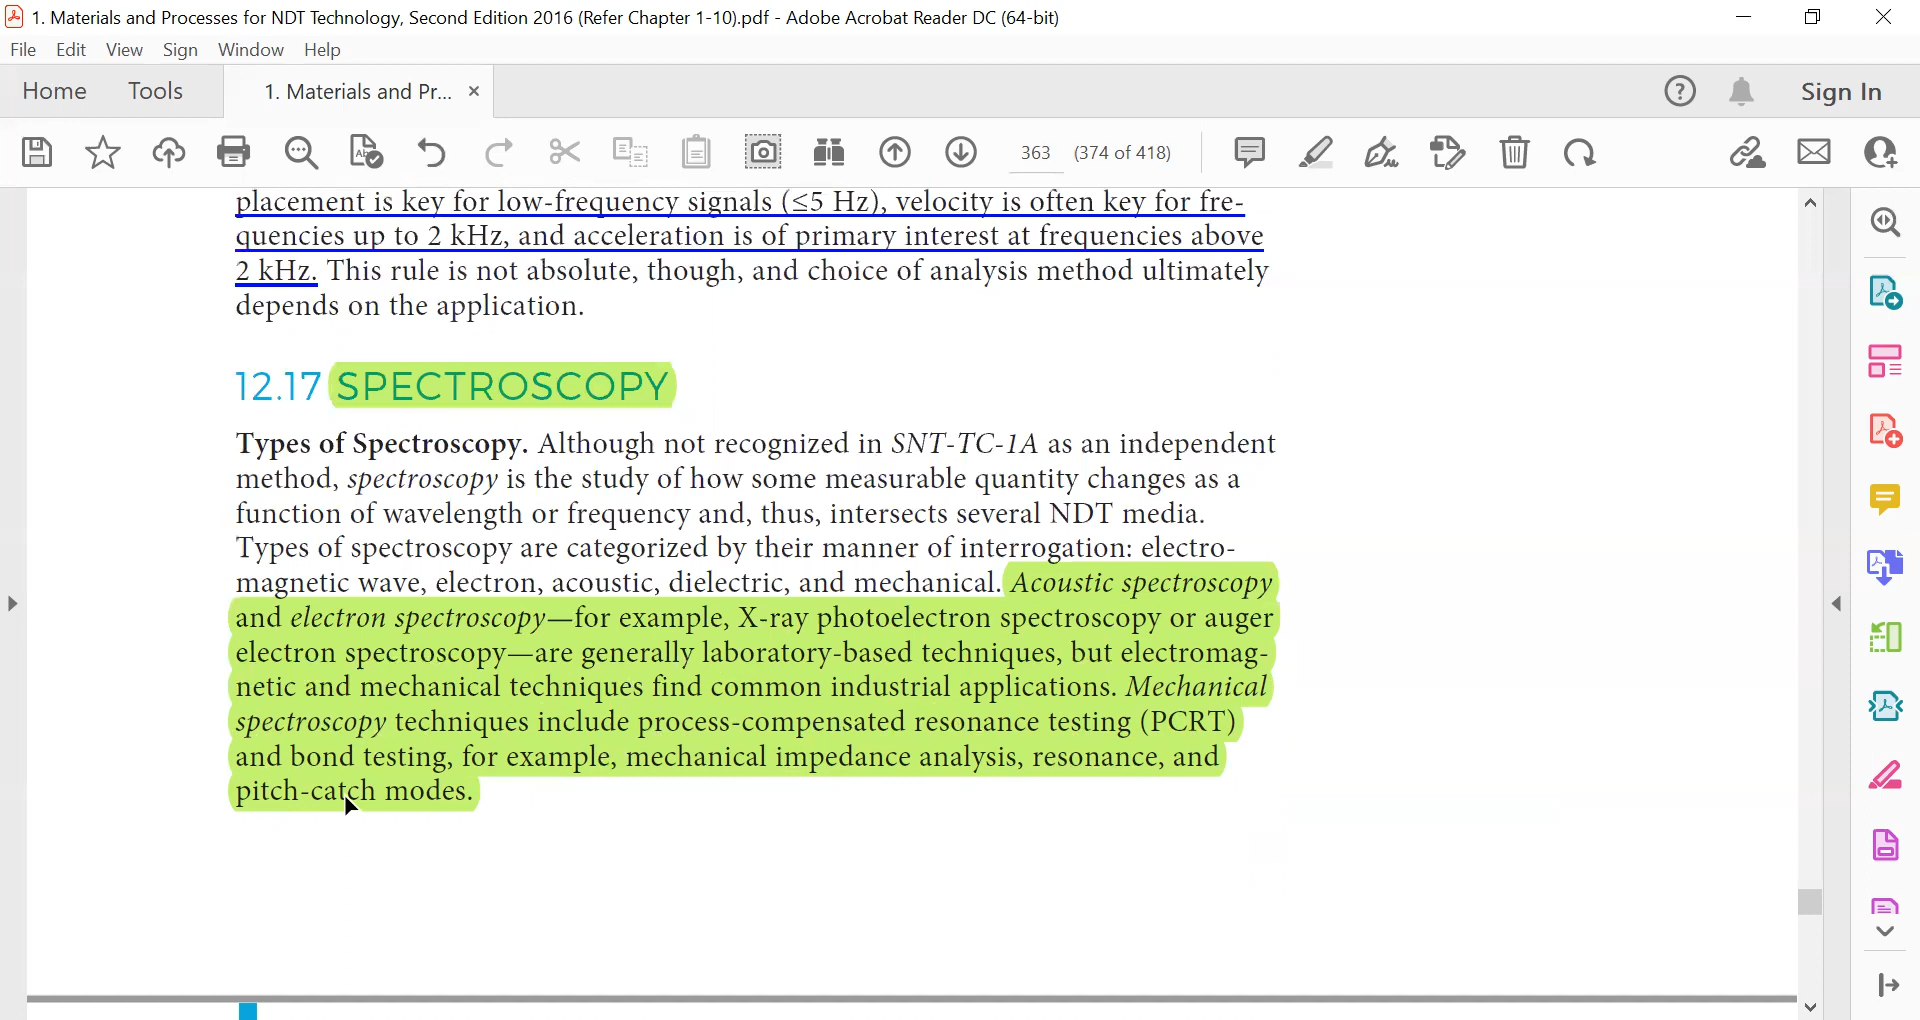 1. Materials and Processes for NDT Technology, Second Edition 2016 (Refer Chapter 1-10).pdf - Adobe Acrobat Reader DC (64-bit)
File Edit View Sign Window Help
Home Tools 1. Materials and Pr... × Sign In
363 (374 of 418)
placement is key for low-frequency signals (≤5 Hz), velocity is often key for fre-
quencies up to 2 kHz, and acceleration is of primary interest at frequencies above
2 kHz. This rule is not absolute, though, and choice of analysis method ultimately
depends on the application.
12.17 SPECTROSCOPY
Types of Spectroscopy. Although not recognized in SNT-TC-1A as an independent
method, spectroscopy is the study of how some measurable quantity changes as a
function of wavelength or frequency and, thus, intersects several NDT media.
Types of spectroscopy are categorized by their manner of interrogation: electro-
magnetic wave, electron, acoustic, dielectric, and mechanical. Acoustic spectroscopy
and electron spectroscopy—for example, X-ray photoelectron spectroscopy or auger
electron spectroscopy—are generally laboratory-based techniques, but electromag-
netic and mechanical techniques find common industrial applications. Mechanical
spectroscopy techniques include process-compensated resonance testing (PCRT)
and bond testing, for example, mechanical impedance analysis, resonance, and
pitch-catch modes.